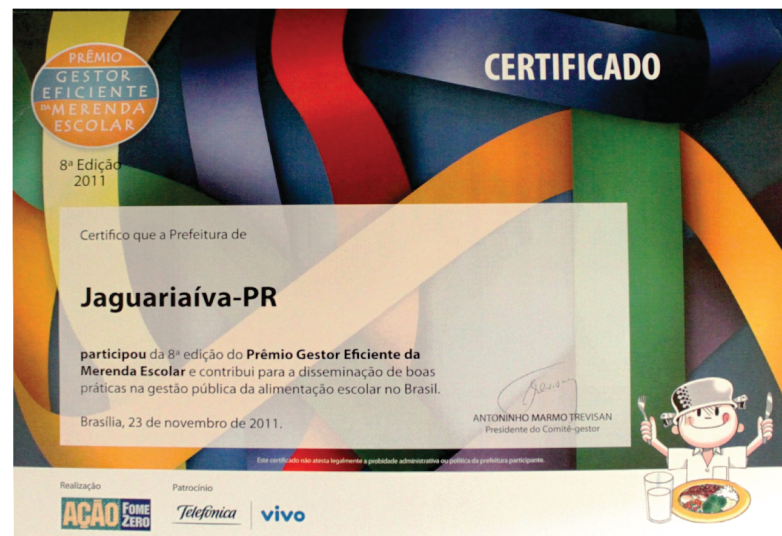 PRÊMIO
GESTOR
EFICIENTE
DA MERENDA
ESCOLAR
CERTIFICADO
8ª Edição
2011
Certifico que a Prefeitura de
Jaguariaíva-PR
participou da 8ª edição do Prêmio Gestor Eficiente da
Merenda Escolar e contribui para a disseminação de boas
práticas na gestão pública da alimentação escolar no Brasil.
Brasília, 23 de novembro de 2011.
Trevisan
ANTONINHO MARMO TREVISAN
Presidente do Comitê-gestor
Este certificado não atesta legalmente a probidade administrativa ou política da prefeitura participante.
Realização
Patrocínio
AÇÃO FOME
ZERO
Telefónica
vivo